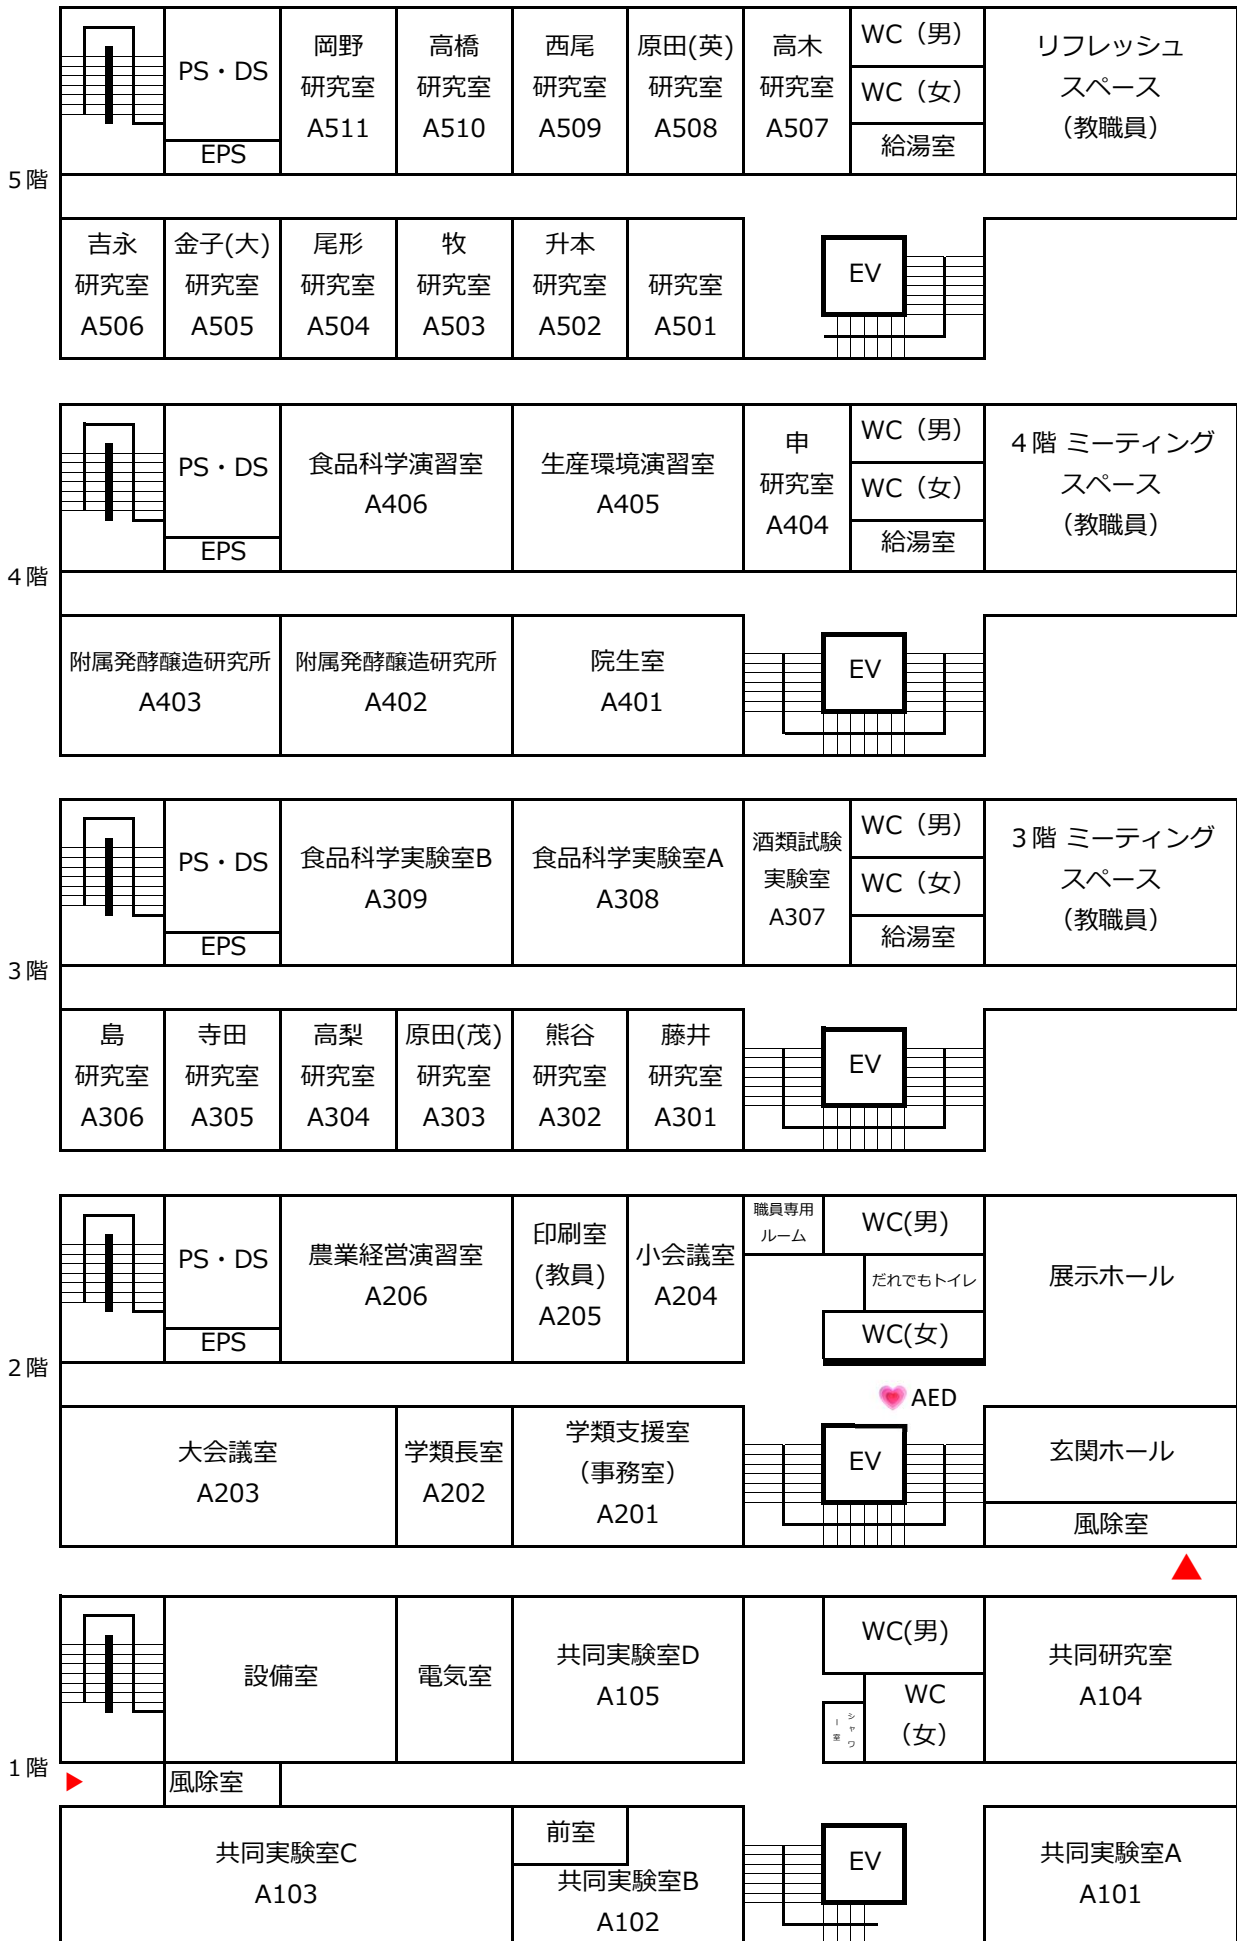 5階
PS・DS
EPS
岡野
研究室
A511
高橋
研究室
A510
西尾
研究室
A509
原田(英)
研究室
A508
高木
研究室
A507
WC（男）
WC（女）
給湯室
リフレッシュ
スペース
（教職員）
吉永
研究室
A506
金子(大)
研究室
A505
尾形
研究室
A504
牧
研究室
A503
升本
研究室
A502
研究室
A501
EV
4階
PS・DS
EPS
食品科学演習室
A406
生産環境演習室
A405
申
研究室
A404
WC（男）
WC（女）
給湯室
4階 ミーティング
スペース
（教職員）
附属発酵醸造研究所
A403
附属発酵醸造研究所
A402
院生室
A401
EV
3階
PS・DS
EPS
食品科学実験室B
A309
食品科学実験室A
A308
酒類試験
実験室
A307
WC（男）
WC（女）
給湯室
3階 ミーティング
スペース
（教職員）
島
研究室
A306
寺田
研究室
A305
高梨
研究室
A304
原田(茂)
研究室
A303
熊谷
研究室
A302
藤井
研究室
A301
EV
2階
PS・DS
EPS
農業経営演習室
A206
印刷室
(教員)
A205
小会議室
A204
職員専用
ルーム
WC(男)
だれでもトイレ
WC(女)
展示ホール
AED
大会議室
A203
学類長室
A202
学類支援室
（事務室）
A201
EV
玄関ホール
風除室
1階
設備室
電気室
共同実験室D
A105
WC(男)
WC
（女）
シャワ
ー室
共同研究室
A104
風除室
共同実験室C
A103
前室
共同実験室B
A102
EV
共同実験室A
A101